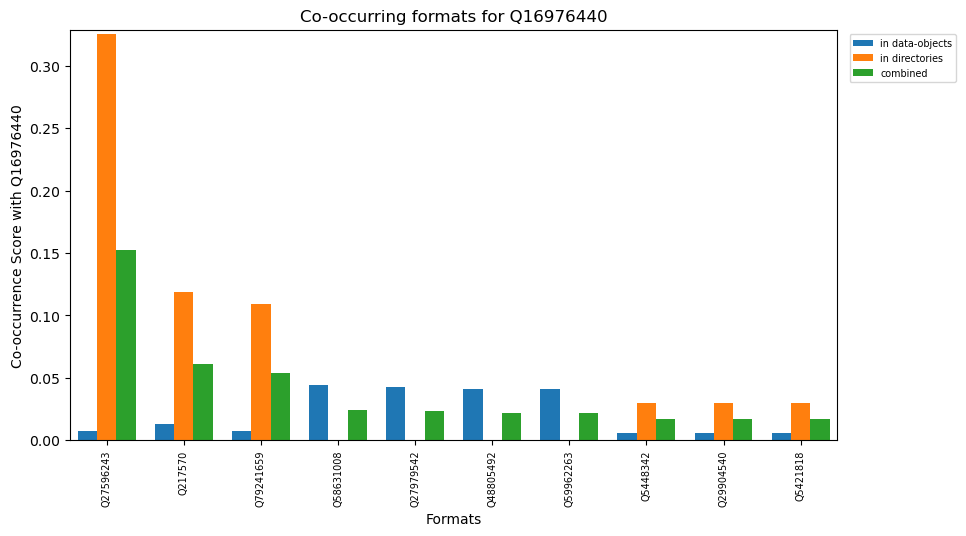 Co-occurring formats for Q16976440
in data-objects
in directories
combined
Co-occurrence Score with Q16976440
0.30
0.25
0.20
0.15
0.10
0.05
0.00
Q27596243
Q217570
Q79241659
Q58631008
Q27979542
Q48805492
Q59962263
Q5448342
Q29904540
Q5421818
Formats